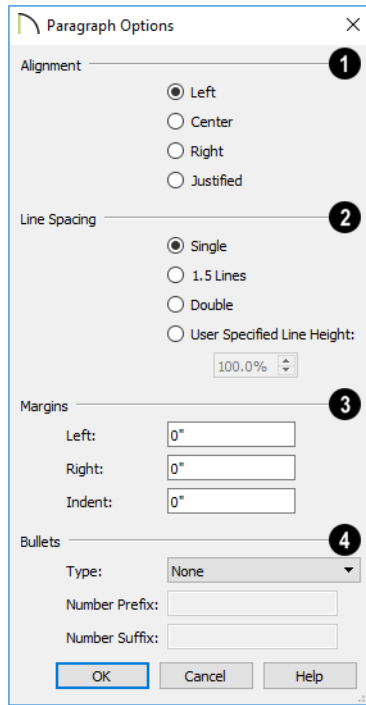 Paragraph Options
Alignment 1
Left
Center
Right
Justified
Line Spacing 2
Single
1.5 Lines
Double
User Specified Line Height:
100.0%
Margins 3
Left: 0"
Right: 0"
Indent: 0"
Bullets 4
Type: None
Number Prefix:
Number Suffix:
OK Cancel Help